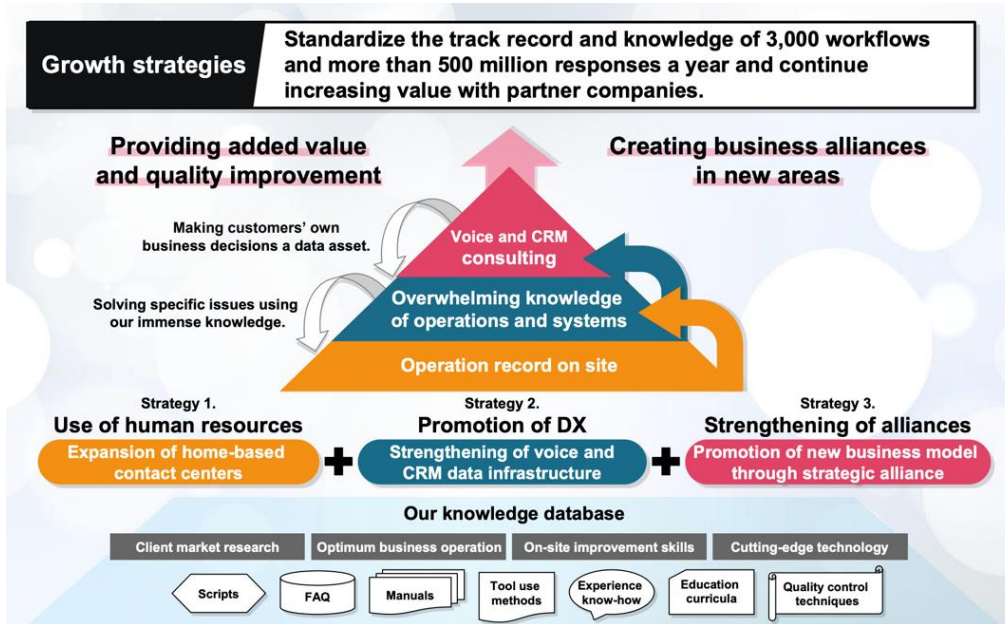 Growth strategies
Standardize the track record and knowledge of 3,000 workflows
and more than 500 million responses a year and continue
increasing value with partner companies.
Providing added value
and quality improvement
Creating business alliances
in new areas
Making customers’ own
business decisions a data asset.
Voice and CRM
consulting
Solving specific issues using
our immense knowledge.
Overwhelming knowledge
of operations and systems
Operation record on site
Strategy 1.
Use of human resources
Expansion of home-based
contact centers
+
Strategy 2.
Promotion of DX
Strengthening of voice and
CRM data infrastructure
+
Strategy 3.
Strengthening of alliances
Promotion of new business model
through strategic alliance
Our knowledge database
Client market research
Optimum business operation
On-site improvement skills
Cutting-edge technology
Scripts
FAQ
Manuals
Tool use
methods
Experience
know-how
Education
curricula
Quality control
techniques